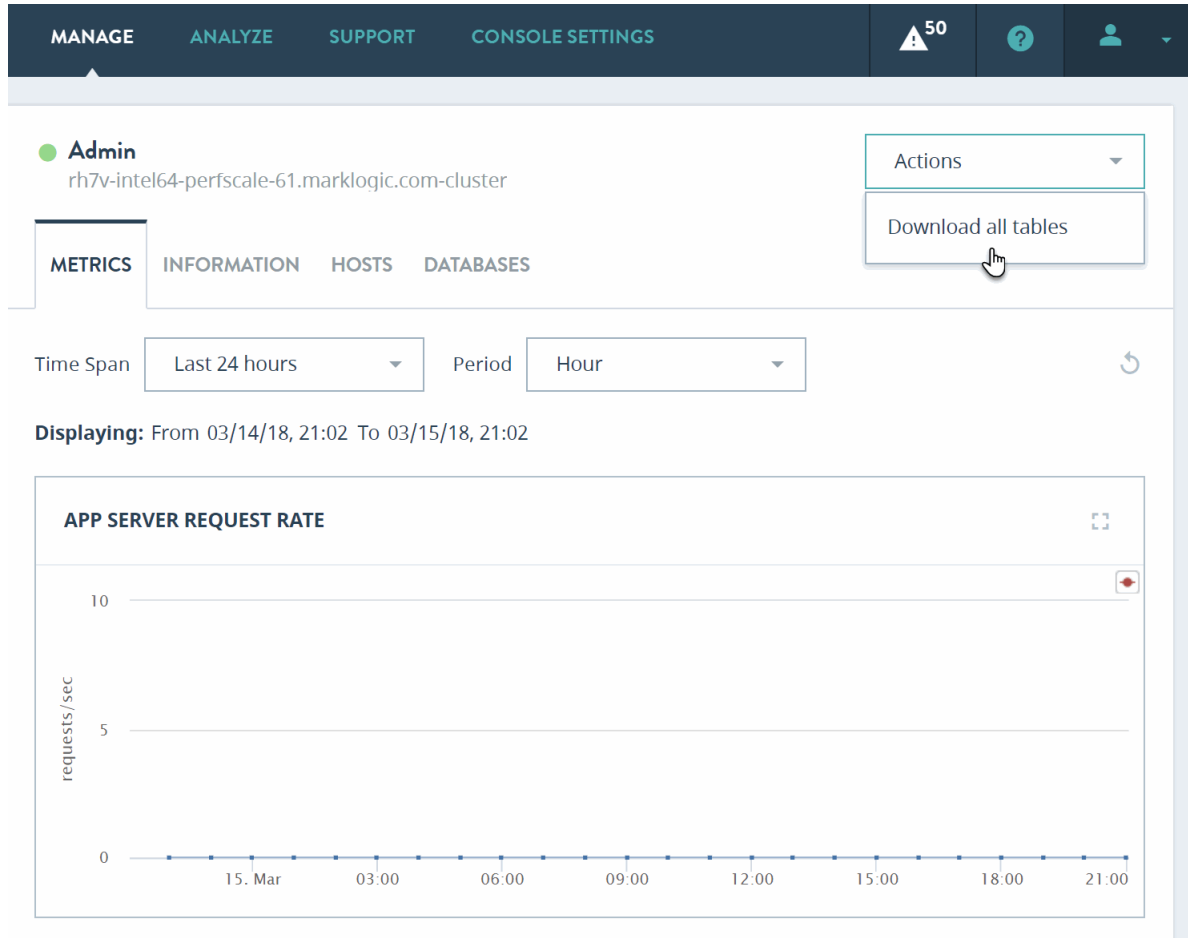 MANAGE ANALYZE SUPPORT CONSOLE SETTINGS 50 ?
Admin
rh7v-intel64-perfscale-61.marklogic.com-cluster
Actions
Download all tables
METRICS INFORMATION HOSTS DATABASES
Time Span Last 24 hours Period Hour
Displaying: From 03/14/18, 21:02 To 03/15/18, 21:02
APP SERVER REQUEST RATE
requests/sec
10
5
0
15. Mar 03:00 06:00 09:00 12:00 15:00 18:00 21:00